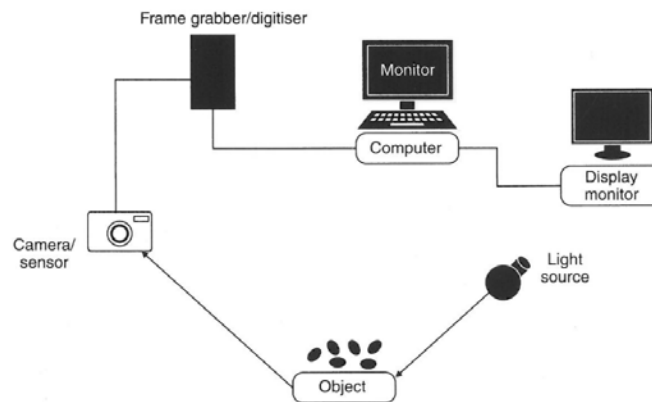 Frame grabber/digitiser
Monitor
Computer
Display
monitor
Camera/
sensor
Light
source
Object